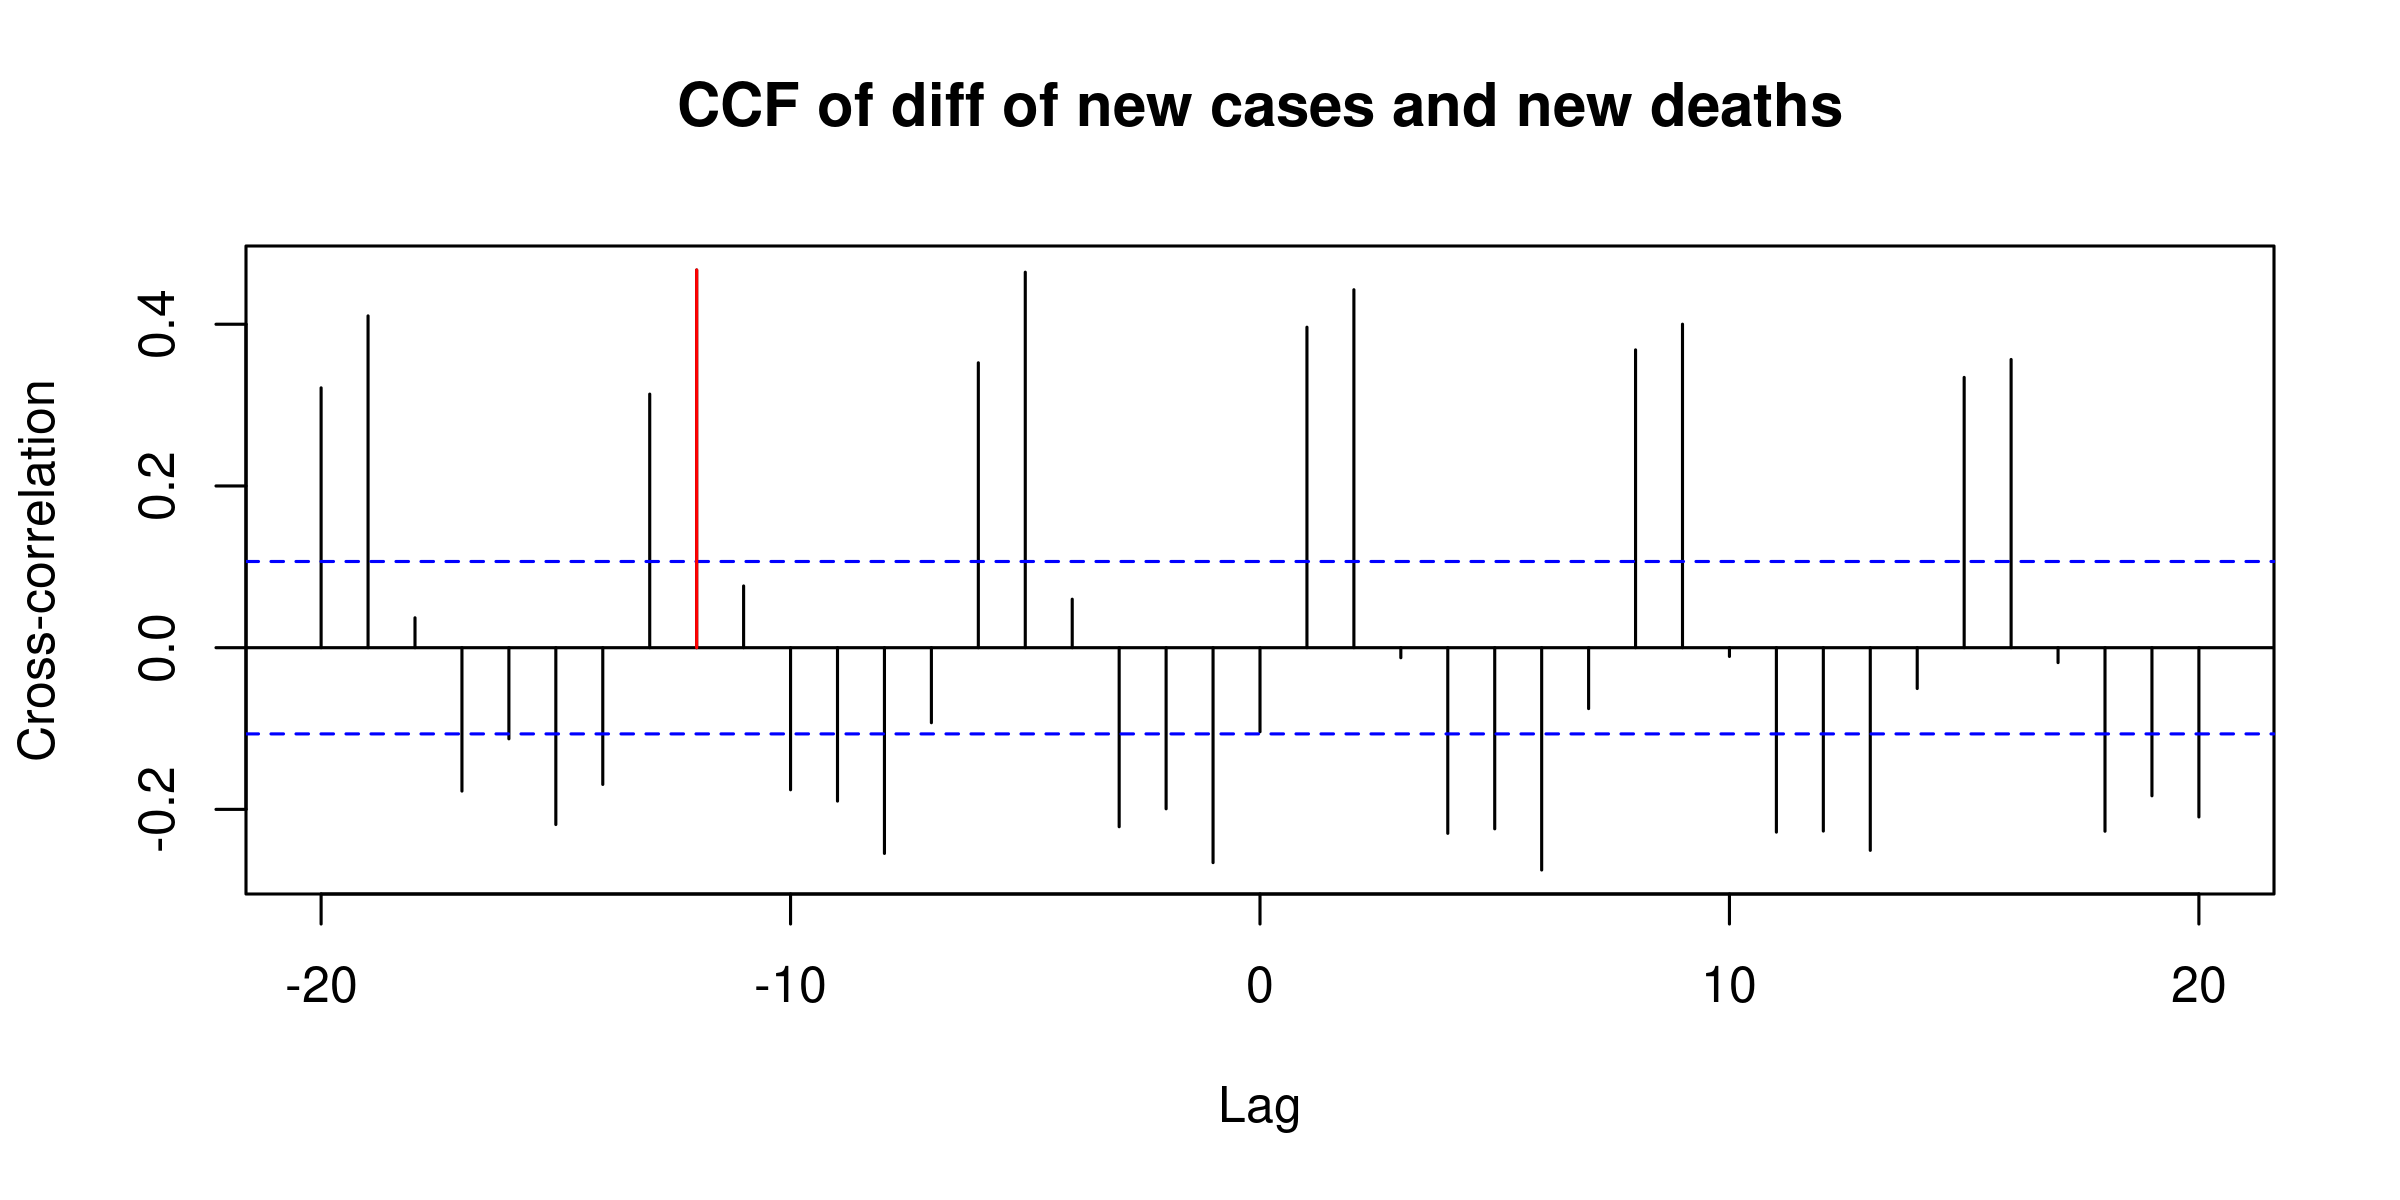 CCF of diff of new cases and new deaths
Cross-correlation
0.4
0.2
0.0
-0.2
-20 -10 0 10 20
Lag